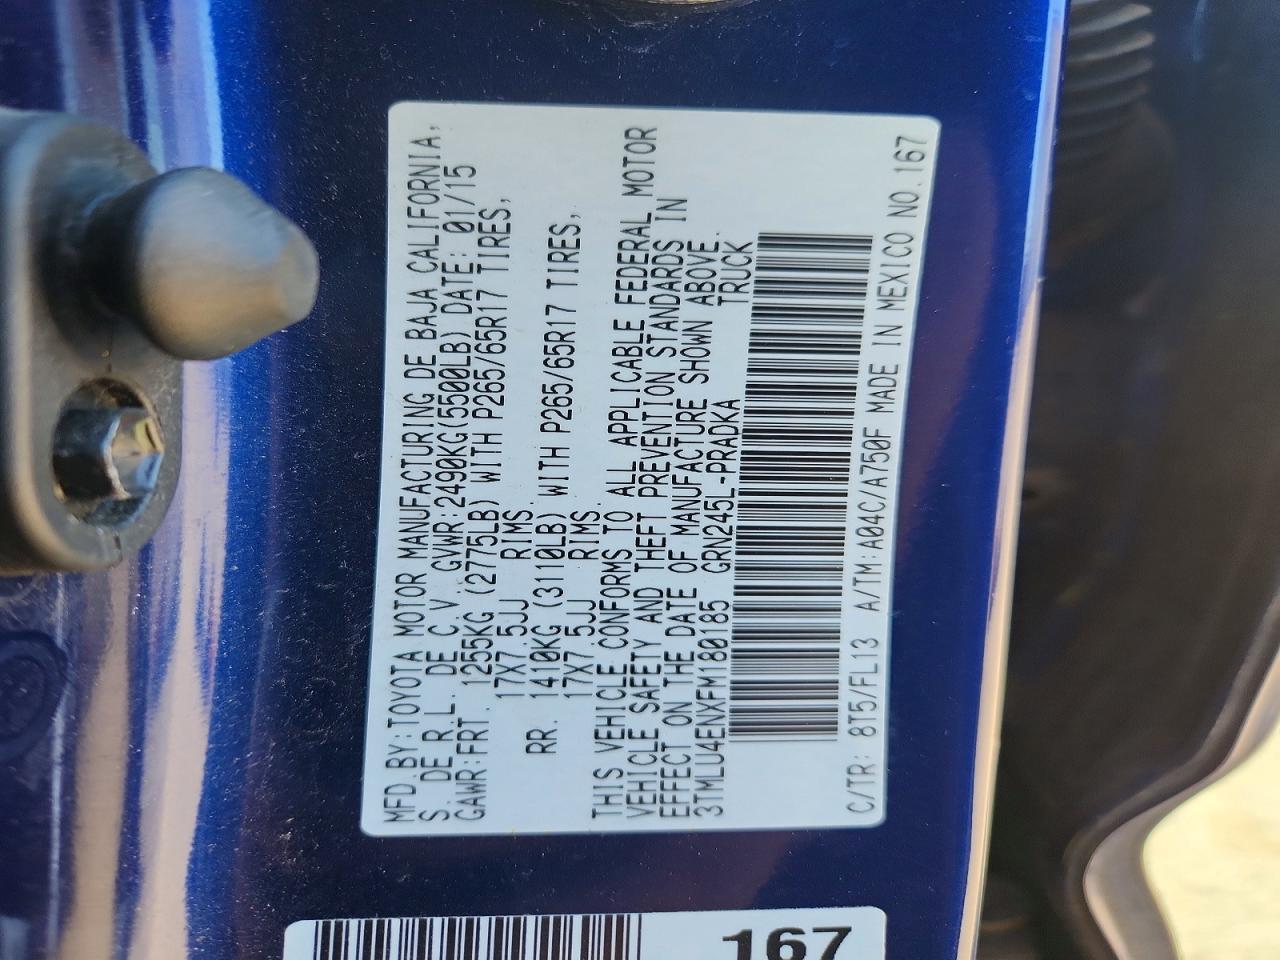 MFD.BY:TOYOTA MOTOR MANUFACTURING DE BAJA CALIFORNIA,
S. DE R.L. DE C.V. GVWR:2490KG(5500LB) DATE: 01/15
GAWR:FRT. 1255KG (2775LB) WITH P265/65R17 TIRES,
17X7.5JJ RIMS.
RR. 1410KG (3110LB) WITH P265/65R17 TIRES,
17X7.5JJ RIMS.
THIS VEHICLE CONFORMS TO ALL APPLICABLE FEDERAL MOTOR
VEHICLE SAFETY AND THEFT PREVENTION STANDARDS IN
EFFECT ON THE DATE OF MANUFACTURE SHOWN ABOVE.
3TMLU4ENXFM180185 GRN245L-PRADKA TRUCK
C/TR: 8T5/FL13 A/TM:A04C/A750F MADE IN MEXICO NO.167
167